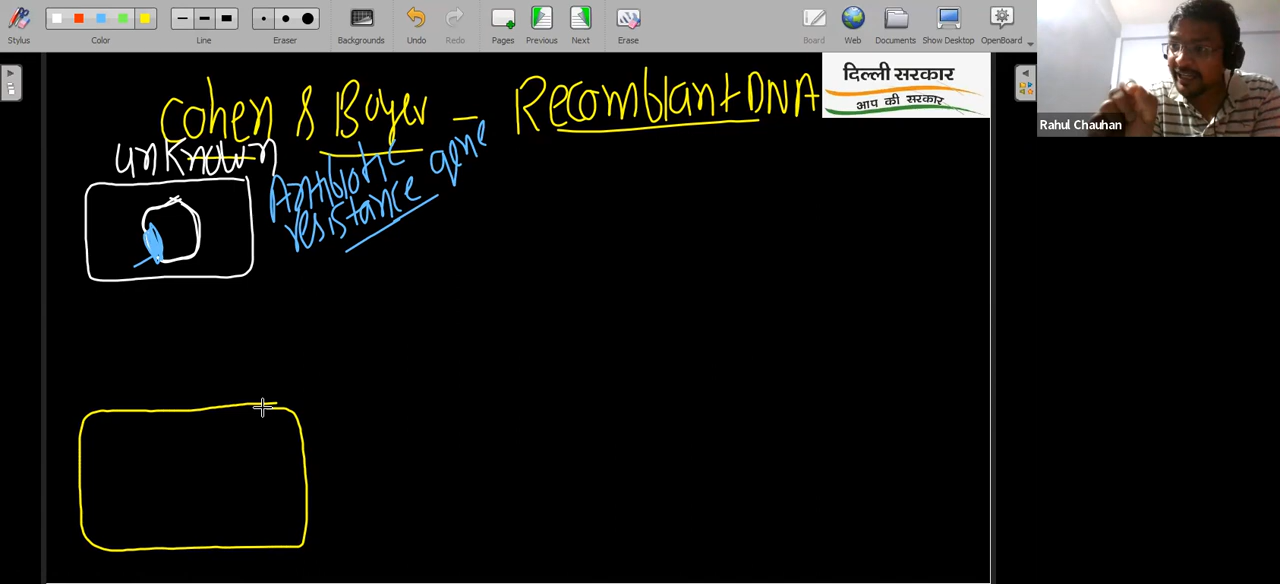 Stylus
Color
Line
Eraser
Backgrounds
Undo
Redo
Pages
Previous
Next
Erase
Board
Web
Documents
Show Desktop
OpenBoard
Rahul Chauhan
दिल्ली सरकार
आप की सरकार
Cohen & Boyer – Recombiant DNA
unknown
Antibiotic
resistance gene